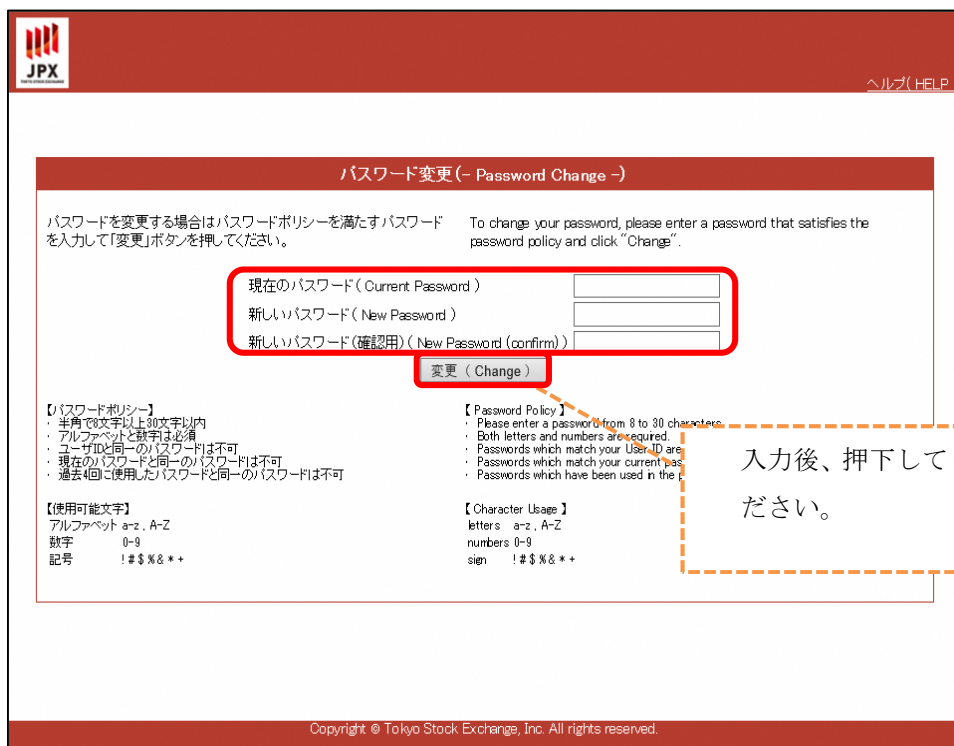 JPX
TOKYO STOCK EXCHANGE
ヘルプ( HELP
パスワード変更(- Password Change -)
パスワードを変更する場合はパスワードポリシーを満たすパスワード
を入力して「変更」ボタンを押してください。
To change your password, please enter a password that satisfies the
password policy and click "Change".
現在のパスワード( Current Password )
新しいパスワード( New Password )
新しいパスワード(確認用)( New Password (confirm) )
変更 ( Change )
【パスワードポリシー】
・ 半角で8文字以上30文字以内
・ アルファベットと数字は必須
・ ユーザIDと同一のパスワードは不可
・ 現在のパスワードと同一のパスワードは不可
・ 過去4回に使用したパスワードと同一のパスワードは不可
【 Password Policy 】
・ Please enter a password from 8 to 30 characters
・ Both letters and numbers are required.
・ Passwords which match your User ID are
・ Passwords which match your current pas
・ Passwords which have been used in the
入力後、押下して
ださい。
【使用可能文字】
アルファベット a-z , A-Z
数字 0-9
記号 ! # $ % & * +
【 Character Usage 】
letters a-z , A-Z
numbers 0-9
sign ! # $ % & * +
Copyright © Tokyo Stock Exchange, Inc. All rights reserved.